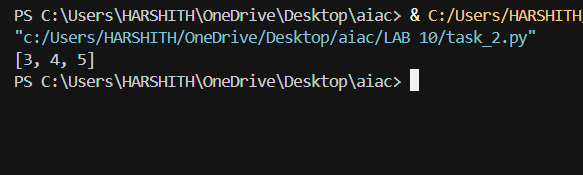 PS C:\Users\HARSHITH\OneDrive\Desktop\aiac> & C:/Users/HARSHITH/
"c:/Users/HARSHITH/OneDrive/Desktop/aiac/LAB 10/task_2.py"
[3, 4, 5]
PS C:\Users\HARSHITH\OneDrive\Desktop\aiac>